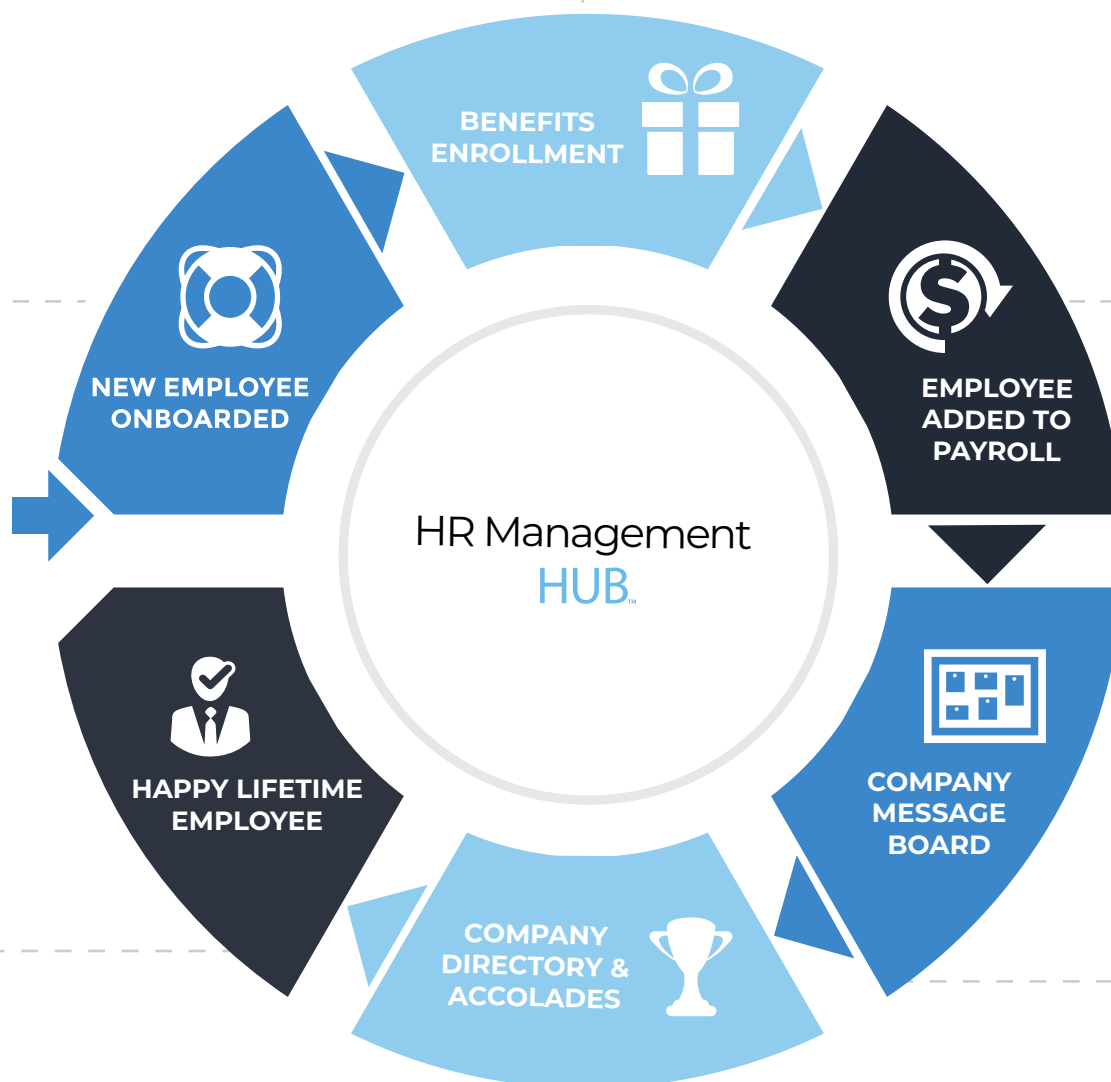 BENEFITS
ENROLLMENT
NEW EMPLOYEE
ONBOARDED
EMPLOYEE
ADDED TO
PAYROLL
HR Management
HUB™
HAPPY LIFETIME
EMPLOYEE
COMPANY
MESSAGE
BOARD
COMPANY
DIRECTORY &
ACCOLADES